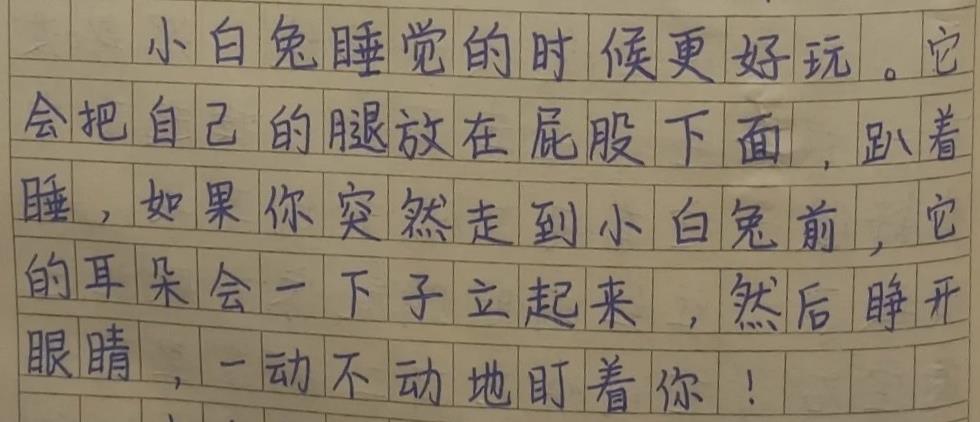 小白兔睡觉的时候更好玩。它
会把自己的腿放在屁股下面，趴着
睡，如果你突然走到小白兔前，它
的耳朵会一下子立起来，然后睁开
眼睛，一动不动地盯着你！